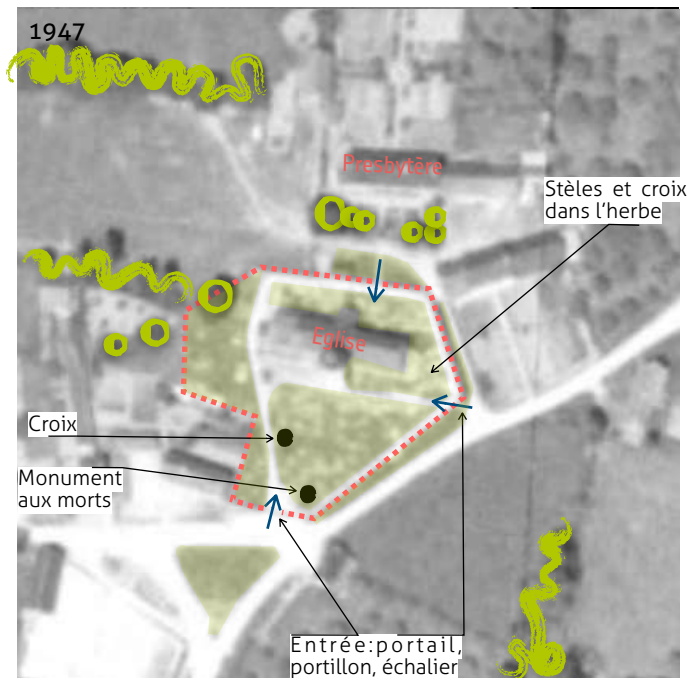 1947
Presbytère
Stèles et croix
dans l'herbe
Eglise
Croix
Monument
aux morts
Entrée:portail,
portillon, échalier